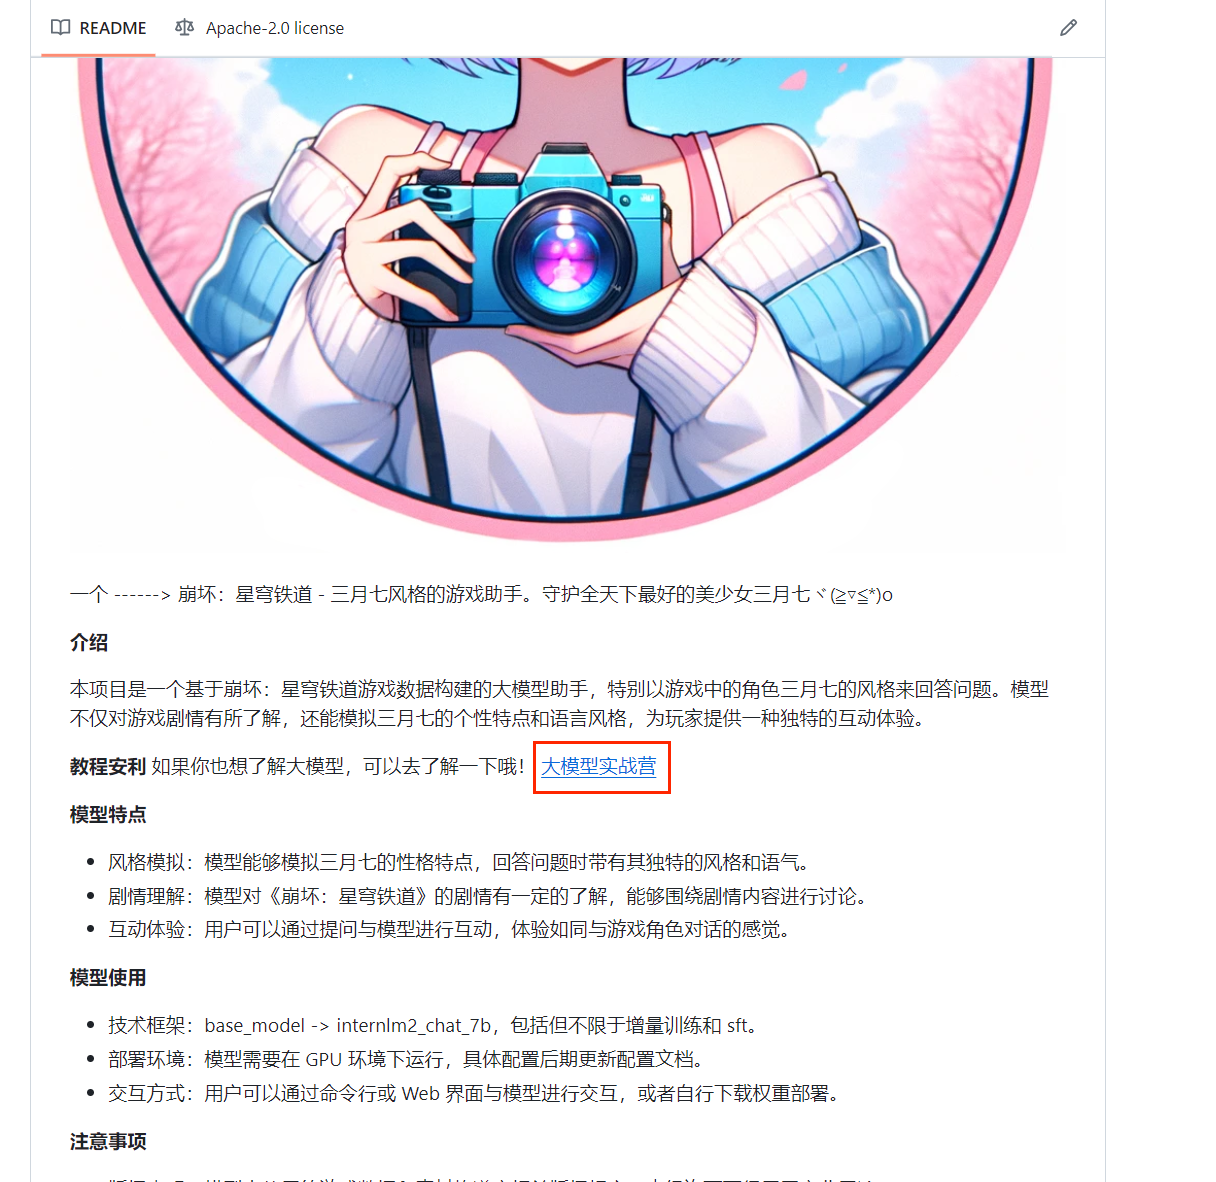 README
Apache-2.0 license
一个 ------> 崩坏：星穹铁道 - 三月七风格的游戏助手。守护全天下最好的美少女三月七ヾ(≧▽≦*)o
介绍
本项目是一个基于崩坏：星穹铁道游戏数据构建的大模型助手，特别以游戏中的角色三月七的风格来回答问题。模型
不仅对游戏剧情有所了解，还能模拟三月七的个性特点和语言风格，为玩家提供一种独特的互动体验。
教程安利 如果你也想了解大模型，可以去了解一下哦！ 大模型实战营
模型特点
风格模拟：模型能够模拟三月七的性格特点，回答问题时带有其独特的风格和语气。
剧情理解：模型对《崩坏：星穹铁道》的剧情有一定的了解，能够围绕剧情内容进行讨论。
互动体验：用户可以通过提问与模型进行互动，体验如同与游戏角色对话的感觉。
模型使用
技术框架：base_model -> internlm2_chat_7b，包括但不限于增量训练和 sft。
部署环境：模型需要在 GPU 环境下运行，具体配置后期更新配置文档。
交互方式：用户可以通过命令行或 Web 界面与模型进行交互，或者自行下载权重部署。
注意事项